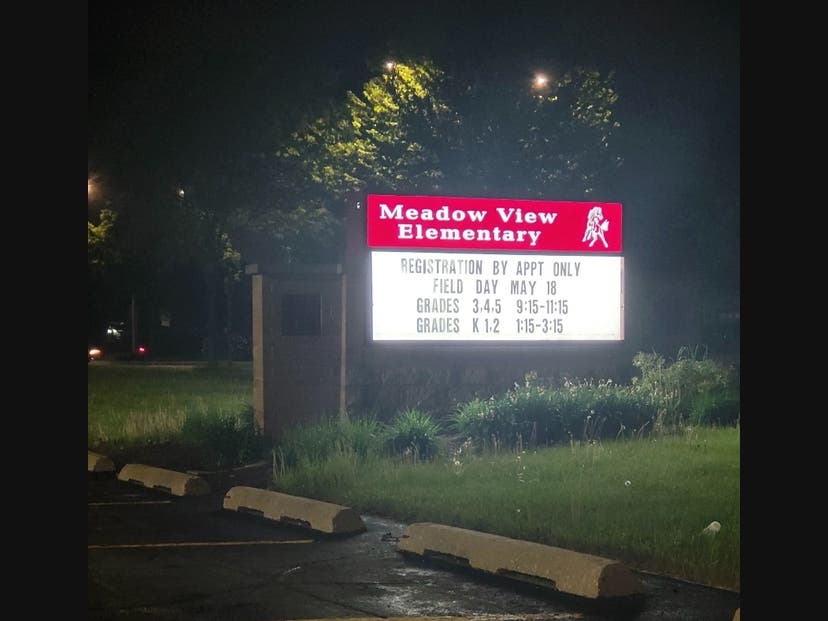 Meadow View
Elementary
REGISTRATION BY APPT ONLY
FIELD DAY MAY 18
GRADES 3,4,5 9:15-11:15
GRADES K 1,2 1:15-3:15